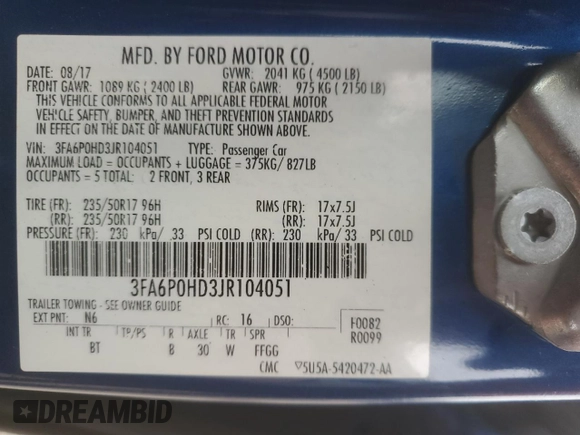 MFD. BY FORD MOTOR CO.
DATE: 08/17 GVWR: 2041 KG (4500 LB)
FRONT GAWR: 1089 KG (2400 LB) REAR GAWR: 975 KG (2150 LB)
THIS VEHICLE CONFORMS TO ALL APPLICABLE FEDERAL MOTOR
VEHICLE SAFETY, BUMPER, AND THEFT PREVENTION STANDARDS
IN EFFECT ON THE DATE OF MANUFACTURE SHOWN ABOVE.
VIN: 3FA6P0HD3JR104051 TYPE: Passenger Car
MAXIMUM LOAD = OCCUPANTS + LUGGAGE = 375KG/ 827LB
OCCUPANTS = 5 TOTAL: 2 FRONT, 3 REAR
TIRE (FR): 235/50R17 96H RIMS (FR): 17x7.5J
(RR): 235/50R17 96H (RR): 17x7.5J
PRESSURE (FR): 230 kPa/ 33 PSI COLD (RR): 230 kPa/ 33 PSI COLD
3FA6P0HD3JR104051
TRAILER TOWING - SEE OWNER GUIDE
EXT PNT: N6 RC: 16 DSO: F0082
R0099
INT TR TP/PS R AXLE TR SPR
BT B 30 W FFGG
CMC ▽5U5A-5420472-AA
DREAMBID